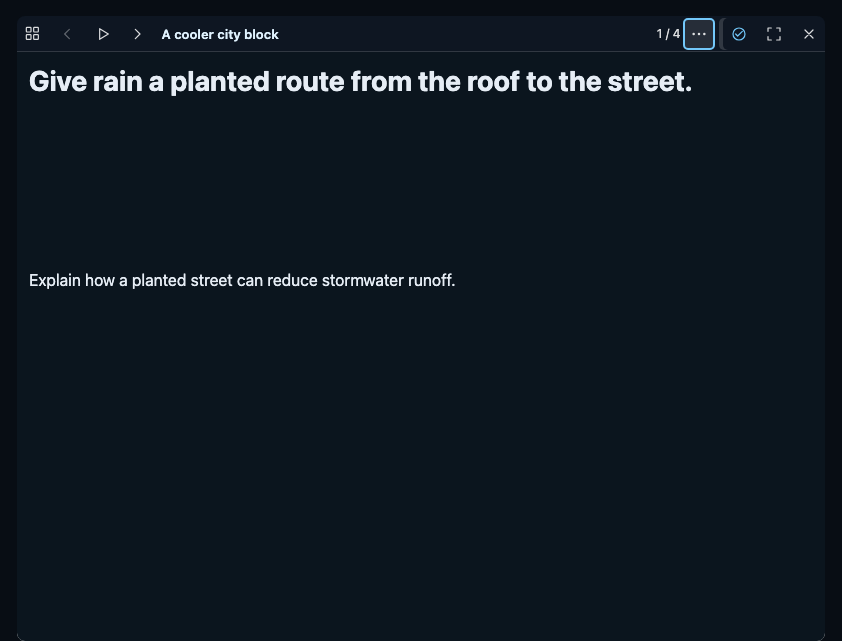 A cooler city block
1 / 4
Give rain a planted route from the roof to the street.
Explain how a planted street can reduce stormwater runoff.